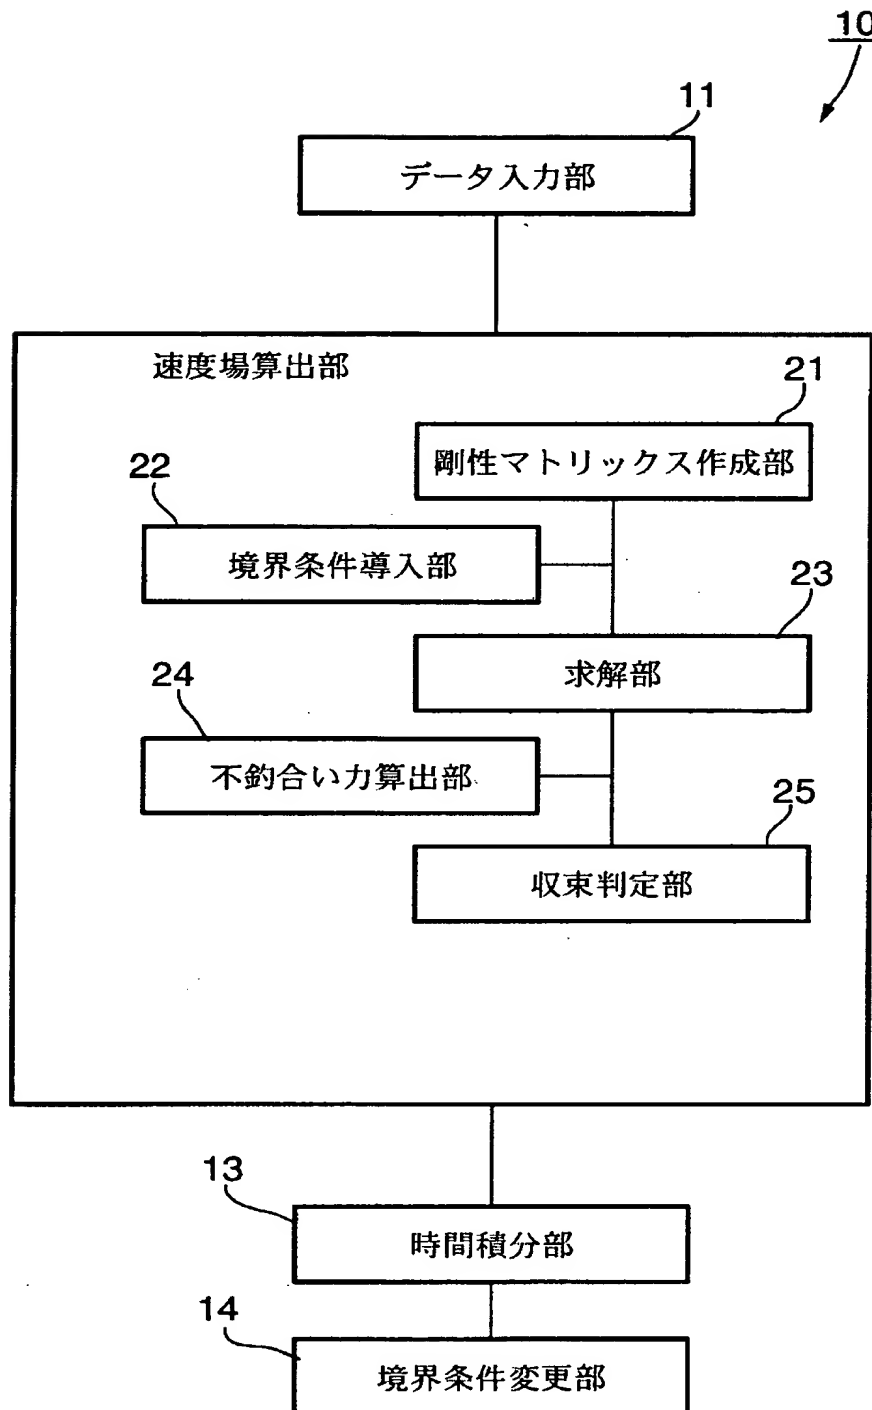 10
11
データ入力部
速度場算出部
21
剛性マトリックス作成部
22
境界条件導入部
23
求解部
24
不釣合い力算出部
25
収束判定部
13
時間積分部
14
境界条件変更部